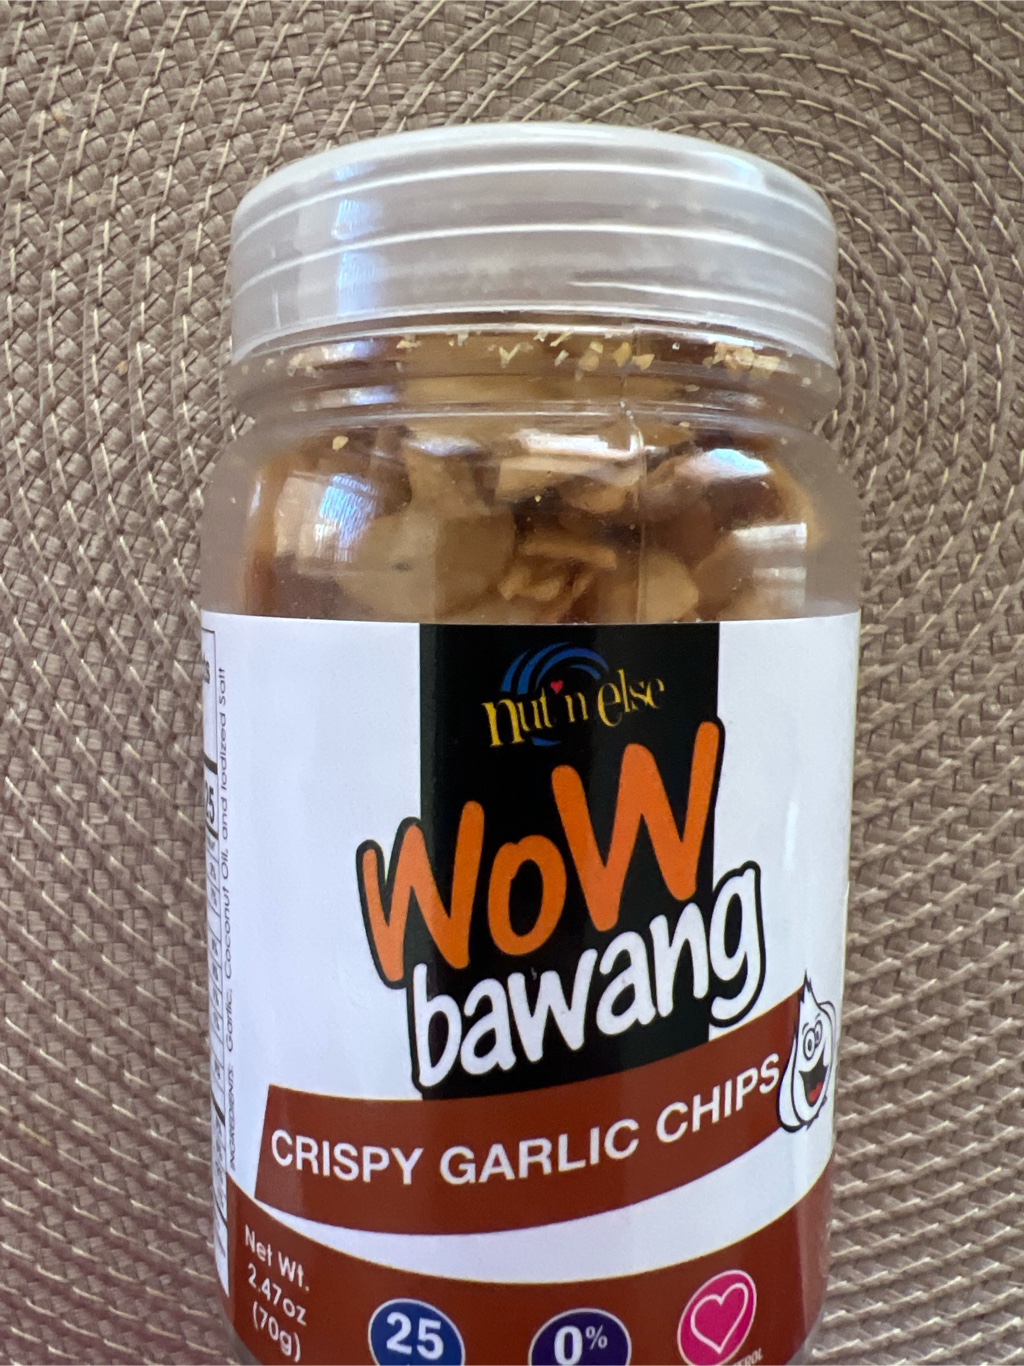 nut'n else
WoW
bawang
CRISPY GARLIC CHIPS
Net Wt.
2.47oz
(70g)
25
0%
INGREDIENTS: Garlic, Coconut Oil, and Iodized Salt